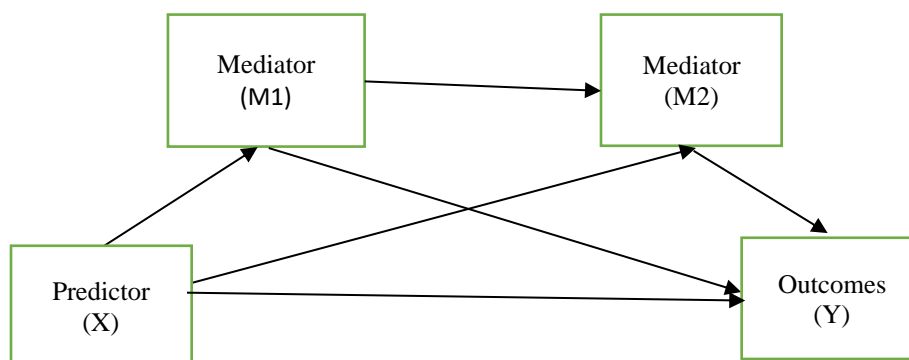 Mediator
(M1)
Mediator
(M2)
Predictor
(X)
Outcomes
(Y)